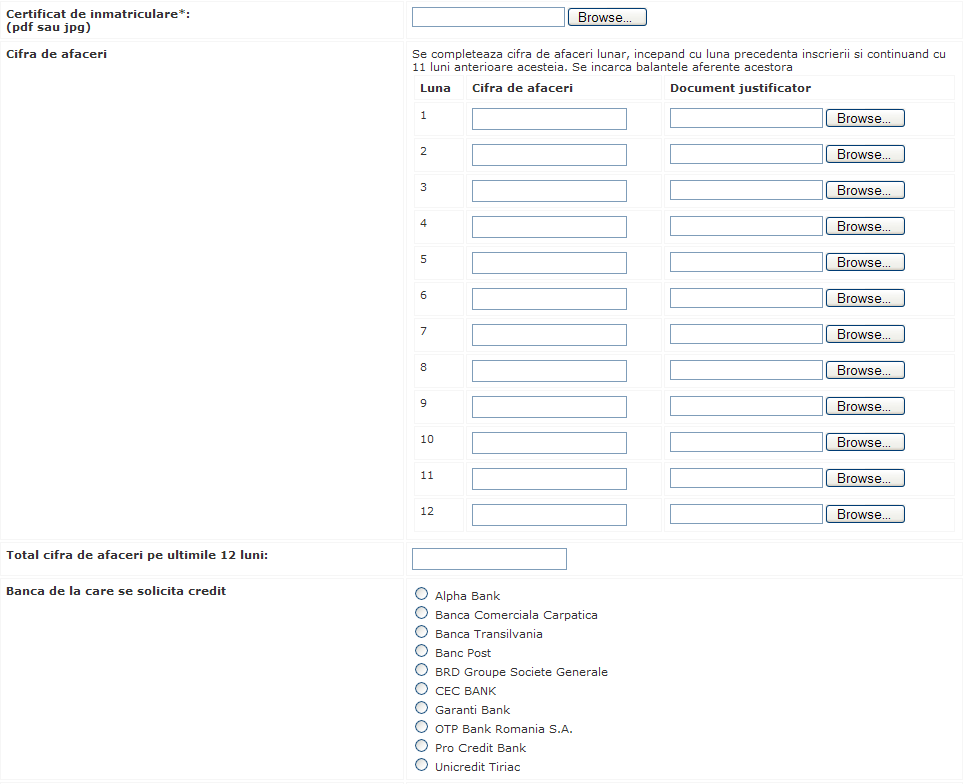 Certificat de inmatriculare*:
(pdf sau jpg)
Browse...
Cifra de afaceri
Se completeaza cifra de afaceri lunar, incepand cu luna precedenta inscrierii si continuand cu
11 luni anterioare acesteia. Se incarca balantele aferente acestora
Luna Cifra de afaceri Document justificator
1 Browse...
2 Browse...
3 Browse...
4 Browse...
5 Browse...
6 Browse...
7 Browse...
8 Browse...
9 Browse...
10 Browse...
11 Browse...
12 Browse...
Total cifra de afaceri pe ultimile 12 luni:
Banca de la care se solicita credit
Alpha Bank
Banca Comerciala Carpatica
Banca Transilvania
Banc Post
BRD Groupe Societe Generale
CEC BANK
Garanti Bank
OTP Bank Romania S.A.
Pro Credit Bank
Unicredit Tiriac